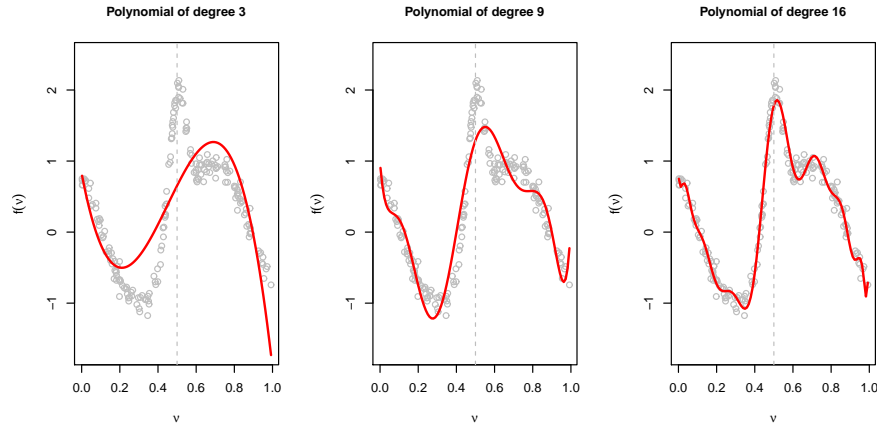 Polynomial of degree 3
f(ν)
2
1
0
−1
0.0 0.2 0.4 0.6 0.8 1.0
ν
Polynomial of degree 9
f(ν)
2
1
0
−1
0.0 0.2 0.4 0.6 0.8 1.0
ν
Polynomial of degree 16
f(ν)
2
1
0
−1
0.0 0.2 0.4 0.6 0.8 1.0
ν